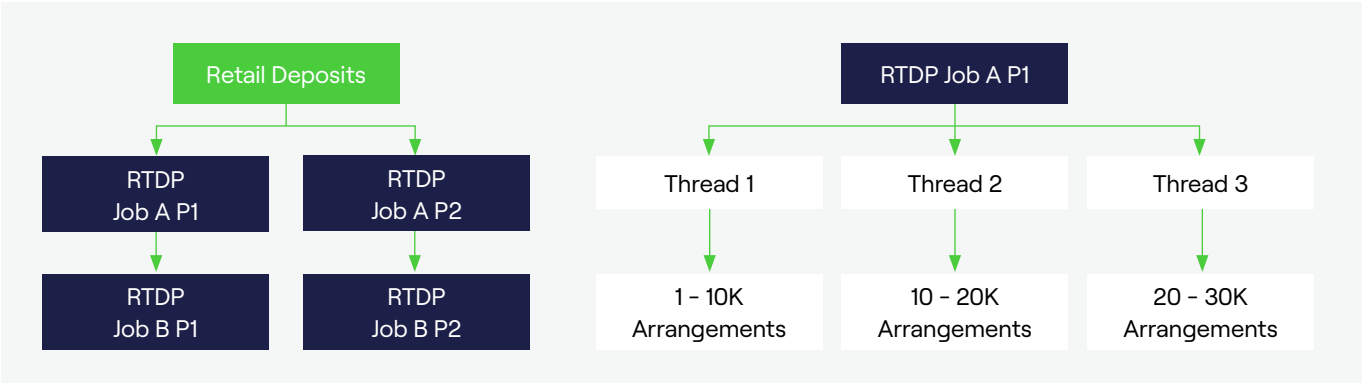 Retail Deposits
RTDP
Job A P1
RTDP
Job A P2
RTDP
Job B P1
RTDP
Job B P2
RTDP Job A P1
Thread 1
Thread 2
Thread 3
1 - 10K
Arrangements
10 - 20K
Arrangements
20 - 30K
Arrangements